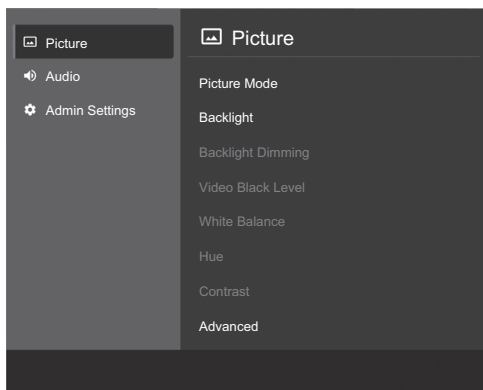 Picture
Audio
Admin Settings
Picture
Picture Mode
Backlight
Backlight Dimming
Video Black Level
White Balance
Hue
Contrast
Advanced